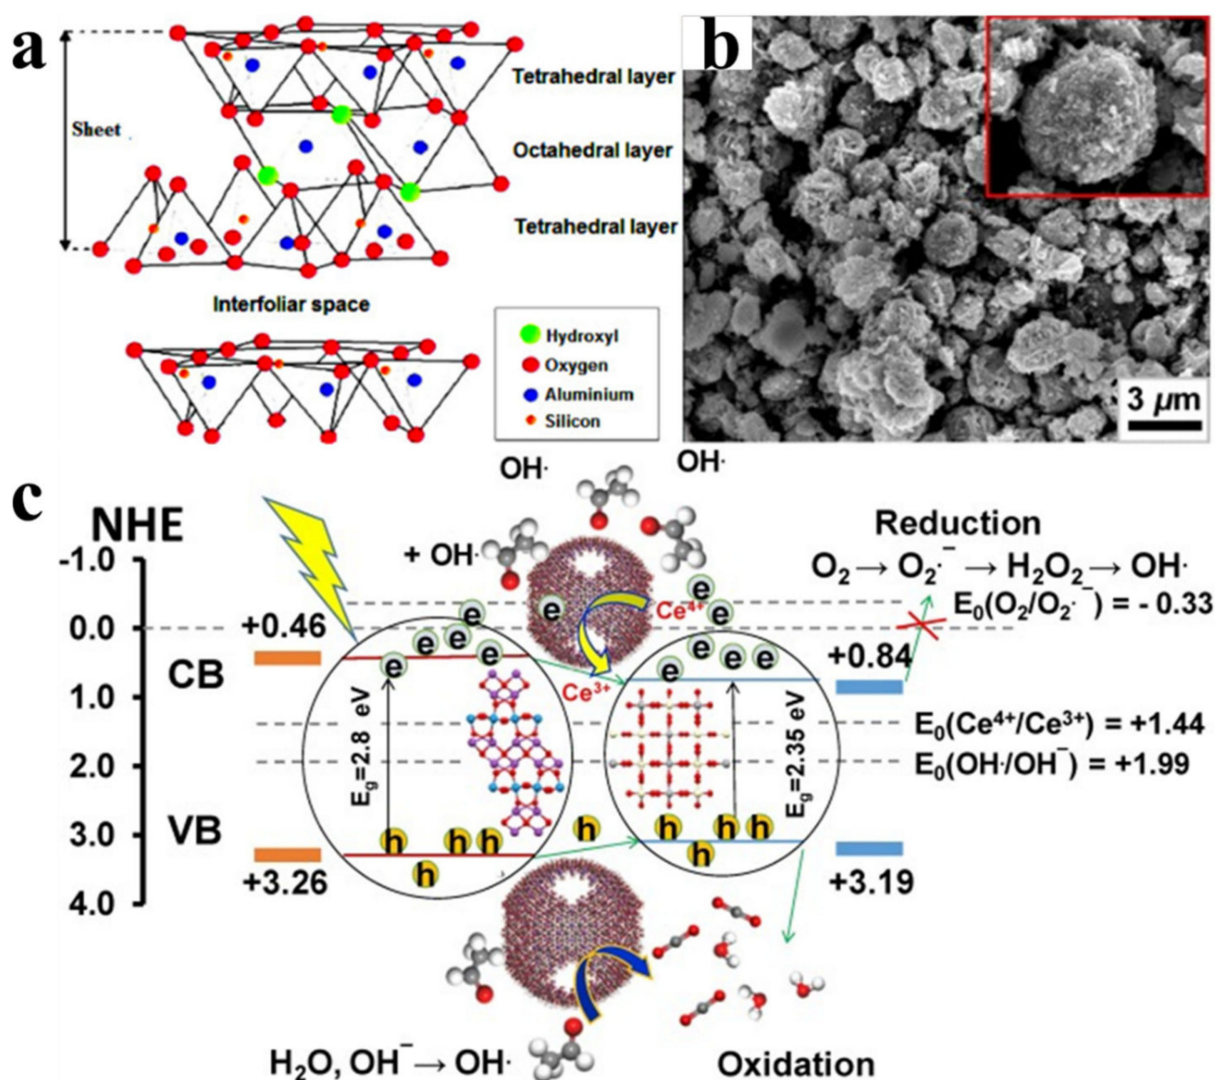 a
Sheet
Tetrahedral layer
Octahedral layer
Tetrahedral layer
Interfoliar space
Hydroxyl
Oxygen
Aluminium
Silicon
b
3 µm
c
NHE
-1.0
0.0
1.0
2.0
3.0
4.0
CB
VB
+0.46
+3.26
OH·
OH·
+ OH·
e
e
e
e
e
e
e
e
e
e
e
e
Ce⁴⁺
Ce³⁺
E_g=2.8 eV
E_g=2.35 eV
h
h
h
h
h
h
h
h
h
Reduction
O₂→O₂·⁻→H₂O₂→OH·
E₀(O₂/O₂·⁻) = - 0.33
+0.84
E₀(Ce⁴⁺/Ce³⁺) = +1.44
E₀(OH·/OH⁻) = +1.99
+3.19
H₂O, OH⁻→ OH·
Oxidation